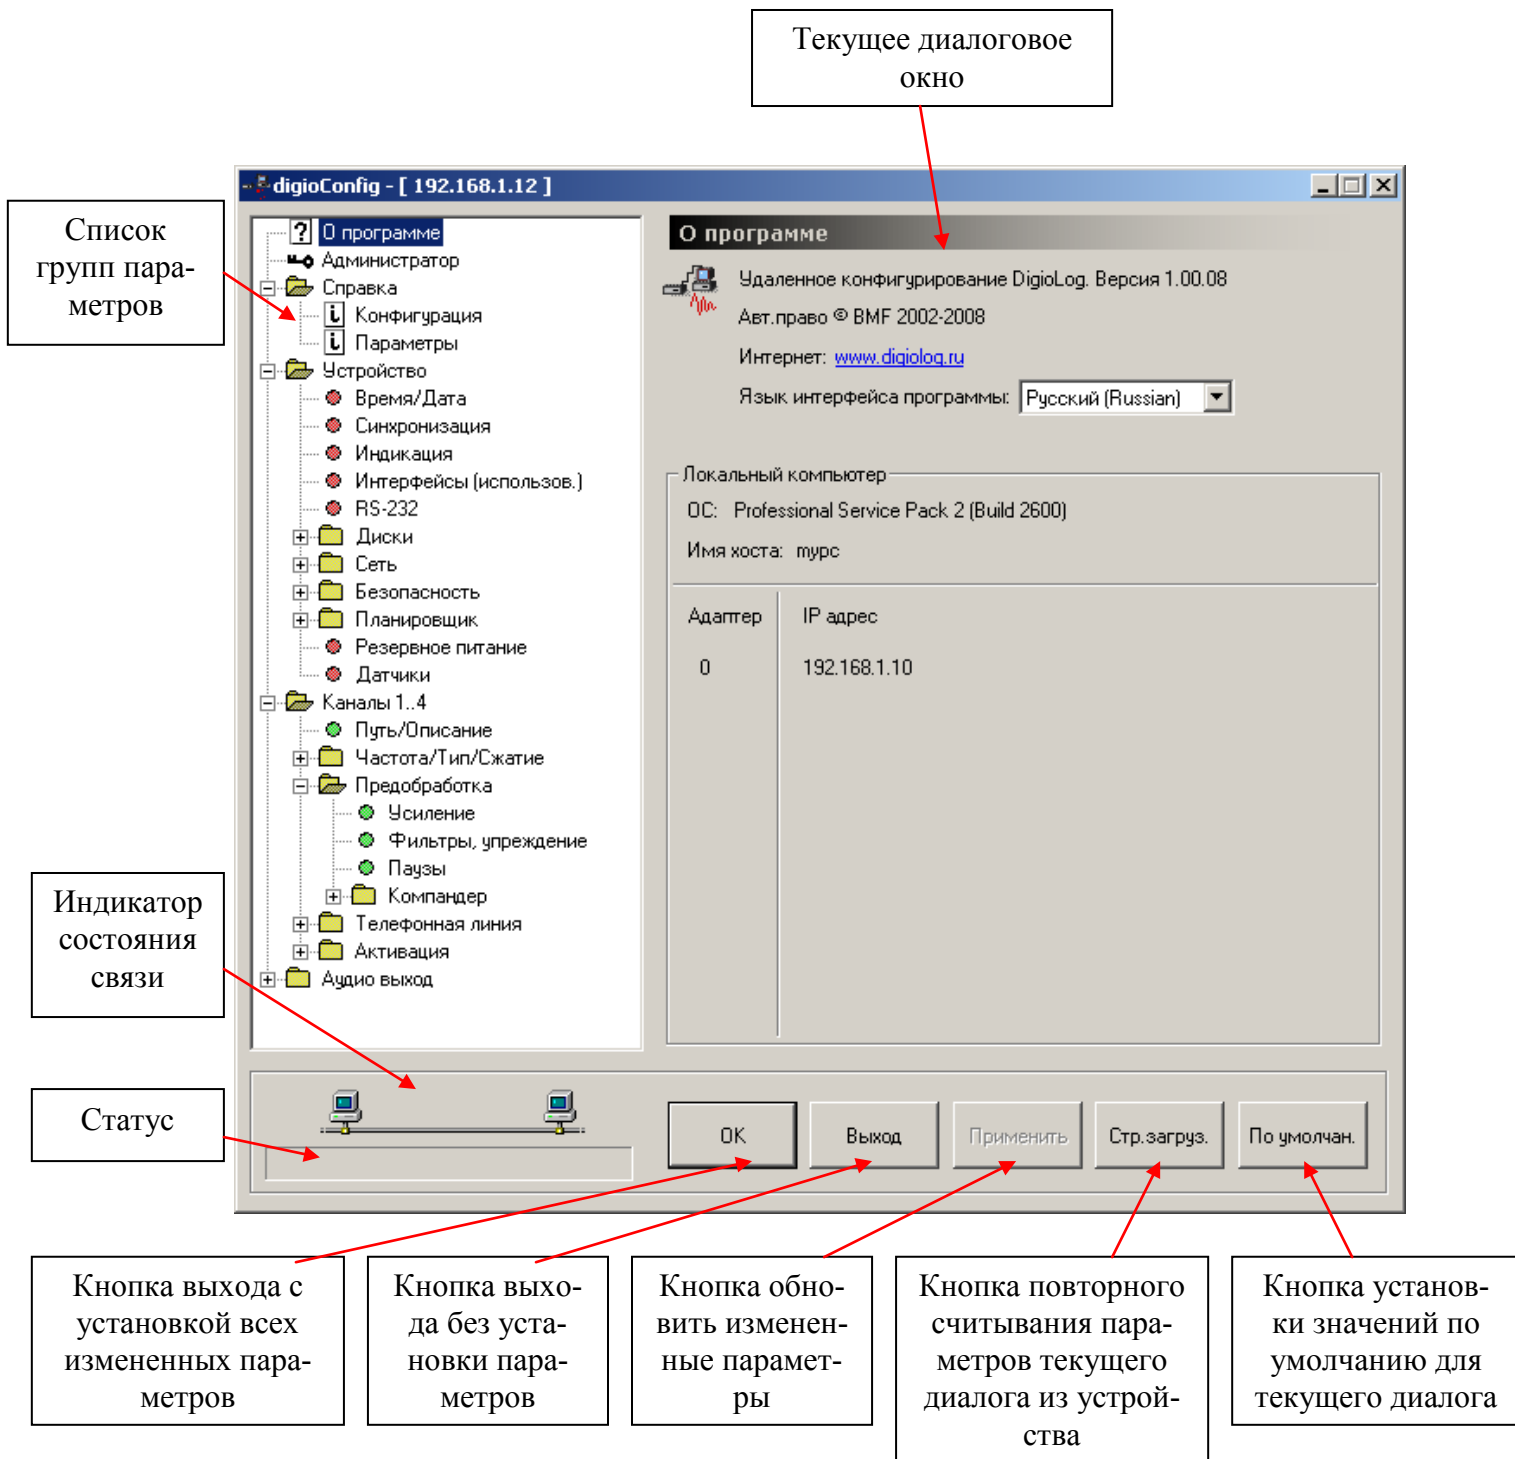 Текущее диалоговое
окно
digioConfig - [ 192.168.1.12 ]
Список
групп пара-
метров
О программе
Администратор
Справка
Конфигурация
Параметры
Устройство
Время/Дата
Синхронизация
Индикация
Интерфейсы (использов.)
RS-232
Диски
Сеть
Безопасность
Планировщик
Резервное питание
Датчики
Каналы 1..4
Путь/Описание
Частота/Тип/Сжатие
Предобработка
Усиление
Фильтры, упреждение
Паузы
Компандер
Телефонная линия
Активация
Аудио выход
О программе
Удаленное конфигурирование DigioLog. Версия 1.00.08
Авт.право © BMF 2002-2008
Интернет: www.digiolog.ru
Язык интерфейса программы: Русский (Russian)
Локальный компьютер
ОС: Professional Service Pack 2 (Build 2600)
Имя хоста: mypc
Адаптер IP адрес
0 192.168.1.10
Индикатор
состояния
связи
Статус
OK Выход Применить Стр.загруз. По умолчан.
Кнопка выхода с
установкой всех
измененных пара-
метров
Кнопка выхо-
да без уста-
новки пара-
метров
Кнопка обно-
вить изменен-
ные парамет-
ры
Кнопка повторного
считывания пара-
метров текущего
диалога из устрой-
ства
Кнопка установ-
ки значений по
умолчанию для
текущего диалога